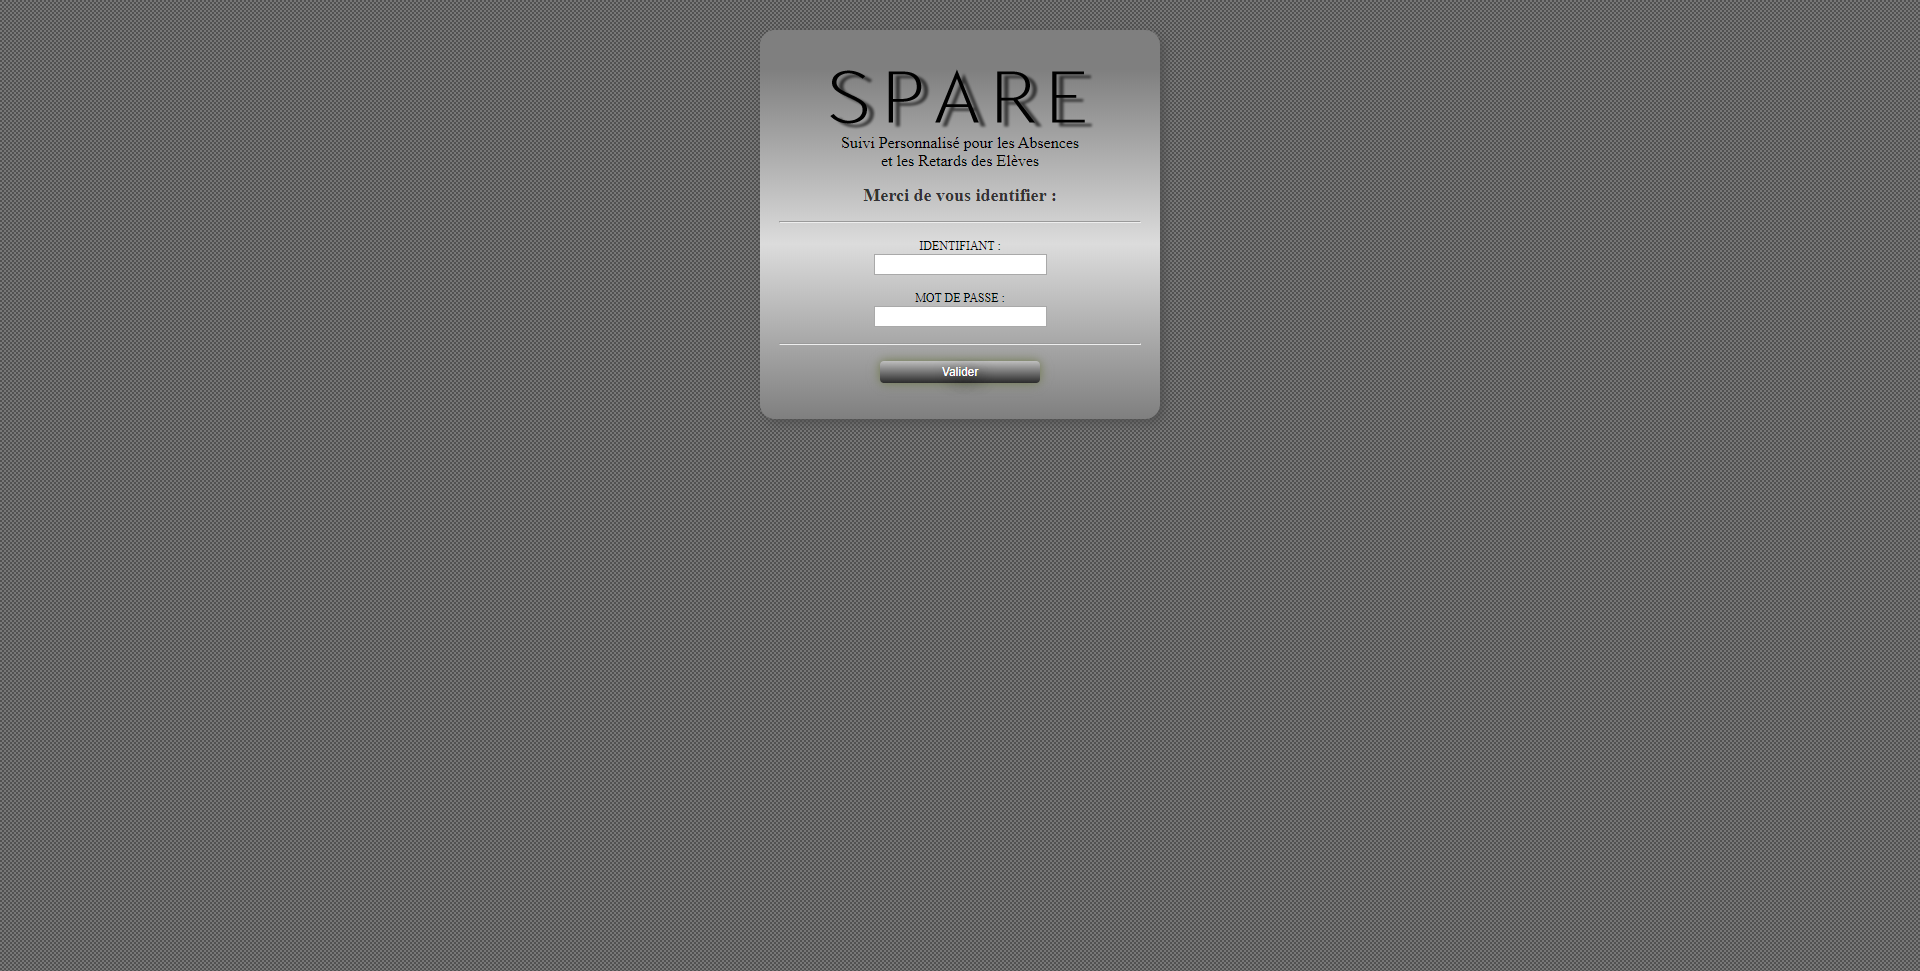 SPARE
Suivi Personnalisé pour les Absences
et les Retards des Elèves
Merci de vous identifier :
IDENTIFIANT :
MOT DE PASSE :
Valider